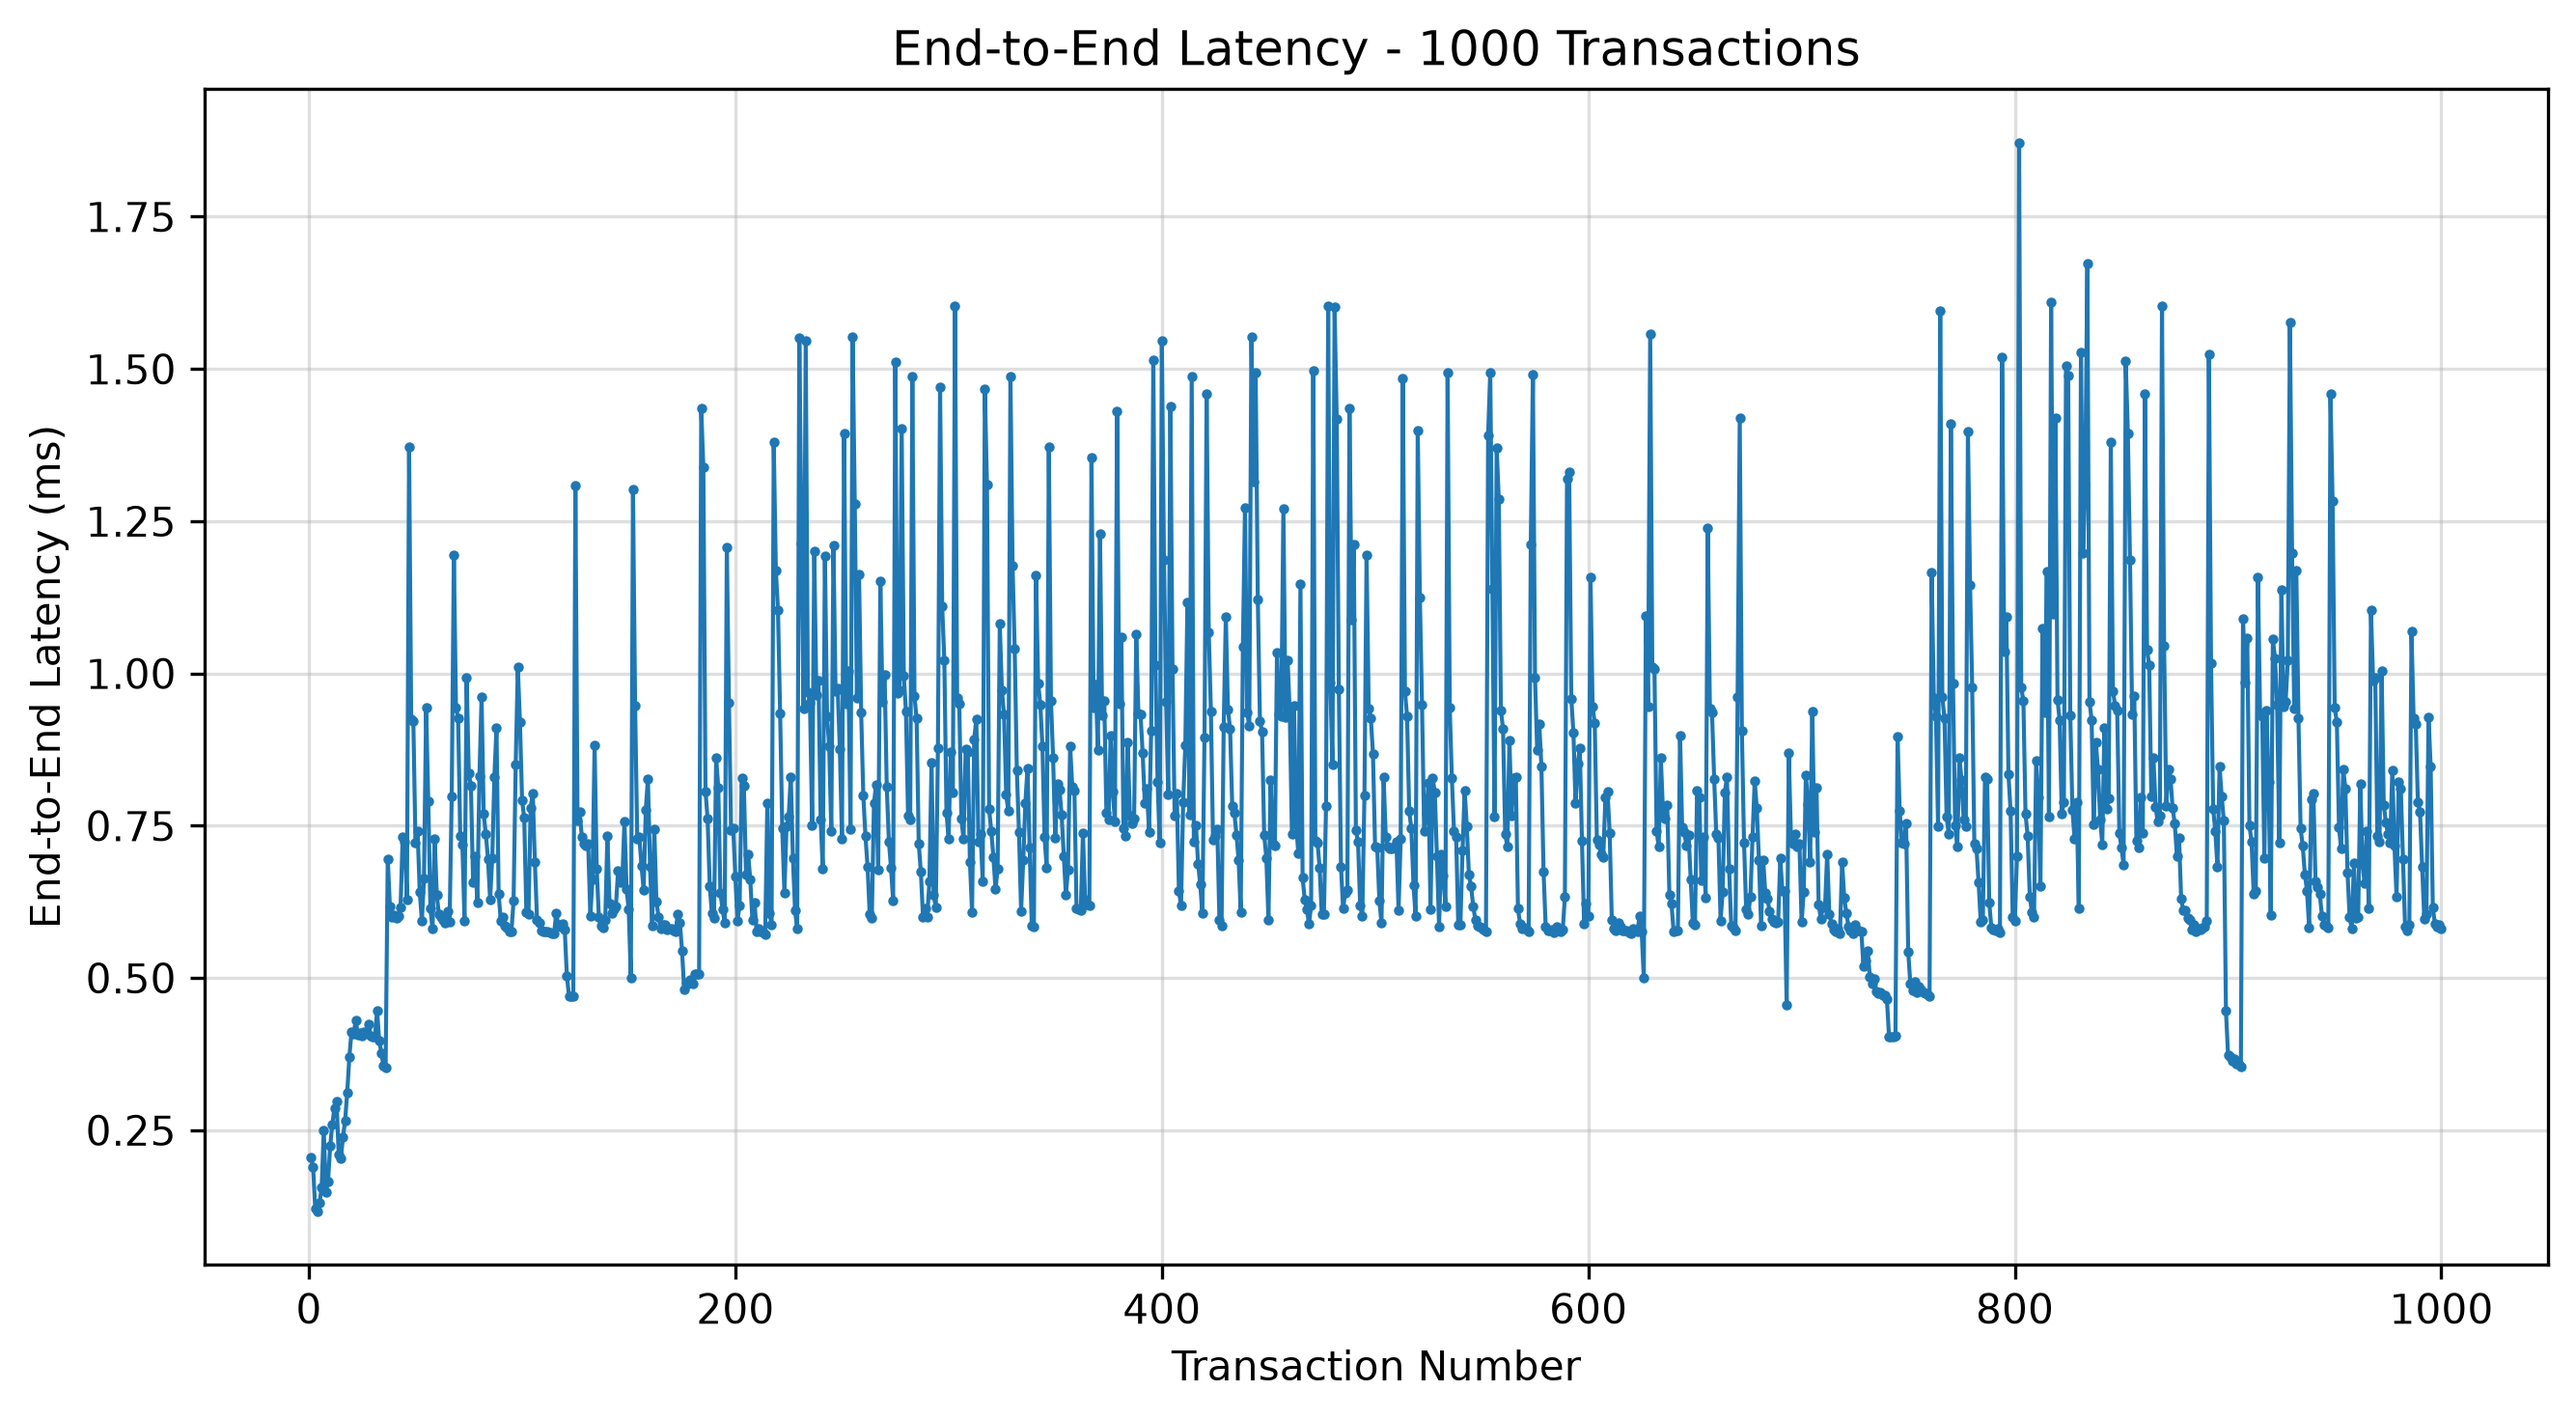 End-to-End Latency - 1000 Transactions
End-to-End Latency (ms)
1.75
1.50
1.25
1.00
0.75
0.50
0.25
0 200 400 600 800 1000
Transaction Number